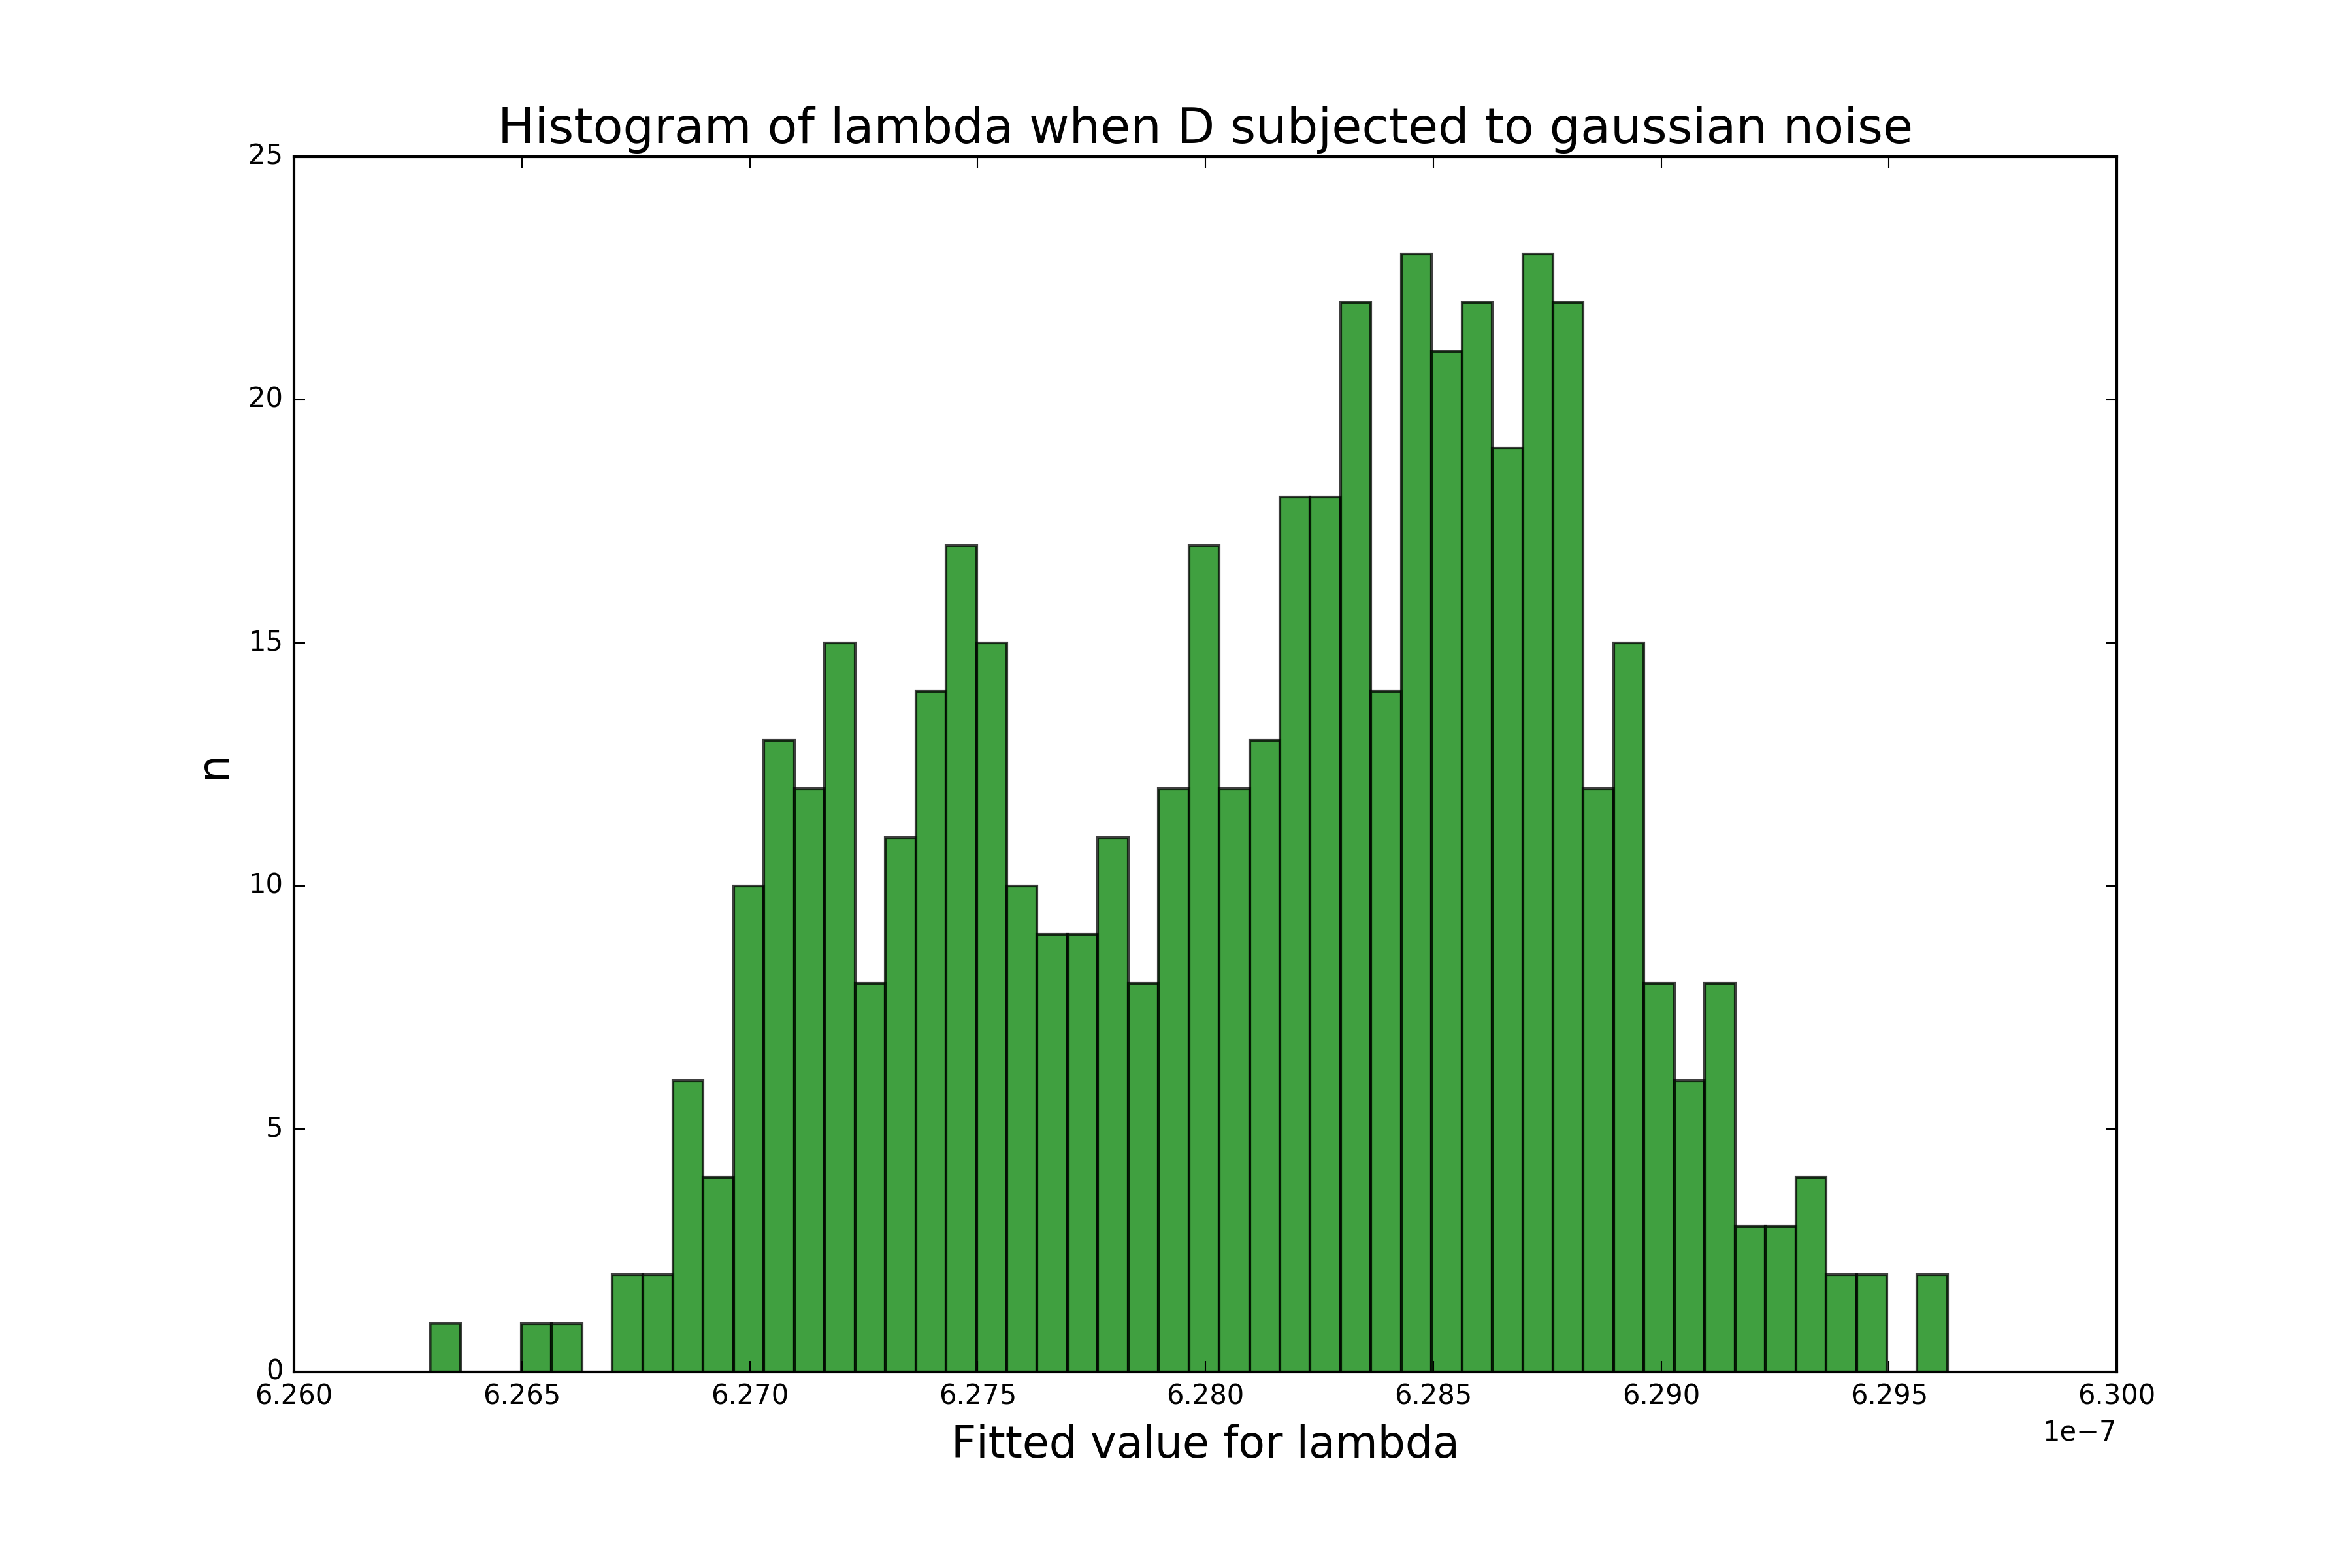 Histogram of lambda when D subjected to gaussian noise
25
20
15
10
5
0
n
6.260 6.265 6.270 6.275 6.280 6.285 6.290 6.295 6.300
1e−7
Fitted value for lambda